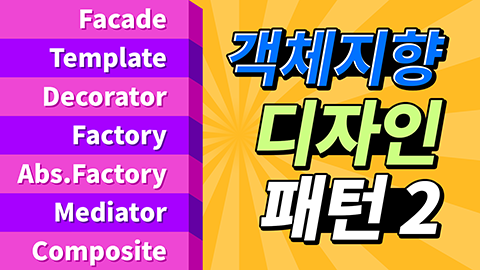 Facade
Template
Decorator
Factory
Abs.Factory
Mediator
Composite
객체지향
디자인
패턴 2